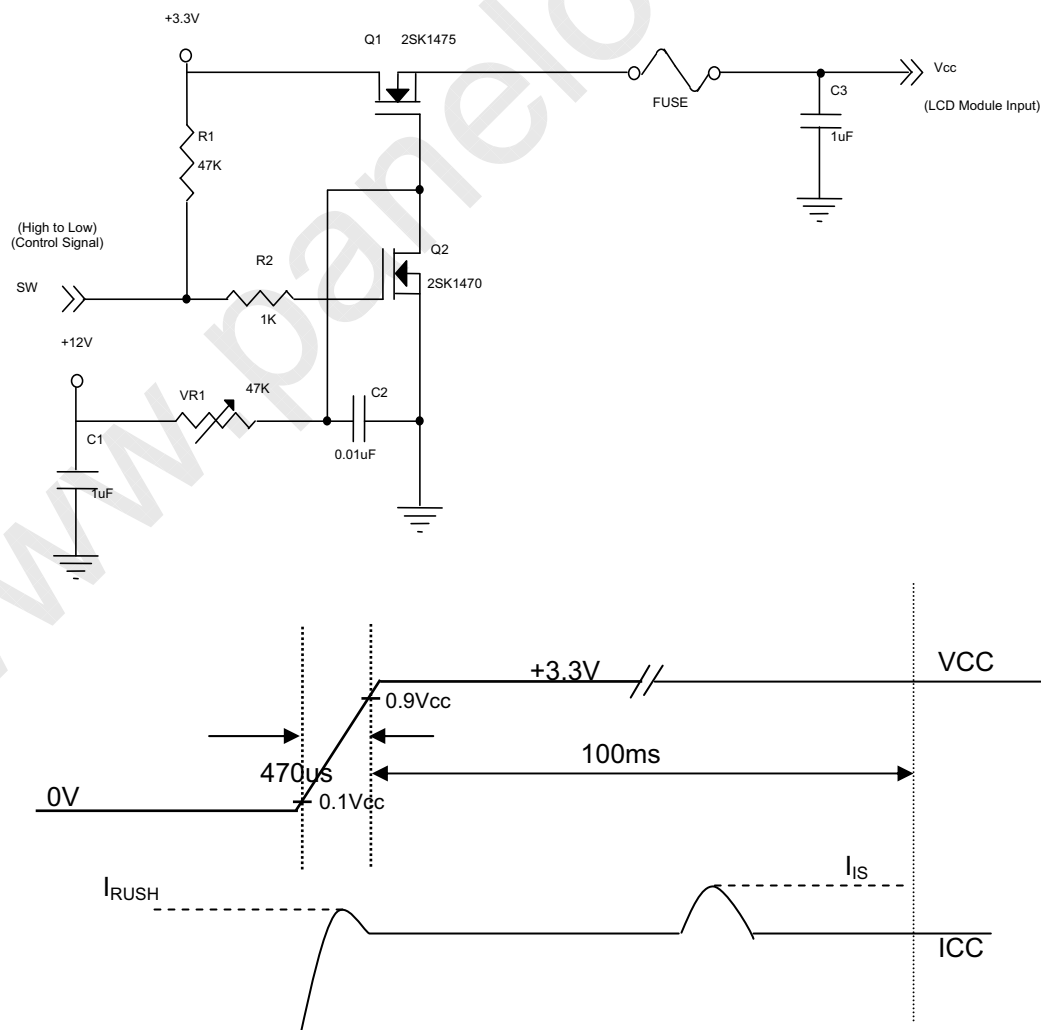 +3.3V
Q1 2SK1475
Vcc
FUSE
C3
(LCD Module Input)
1uF
R1
47K
(High to Low)
(Control Signal)
Q2
R2
2SK1470
SW
1K
+12V
VR1
47K
C2
C1
0.01uF
1uF
www.panelo
+3.3V
VCC
0.9Vcc
470us
100ms
0V
0.1Vcc
IRUSH
IIS
ICC